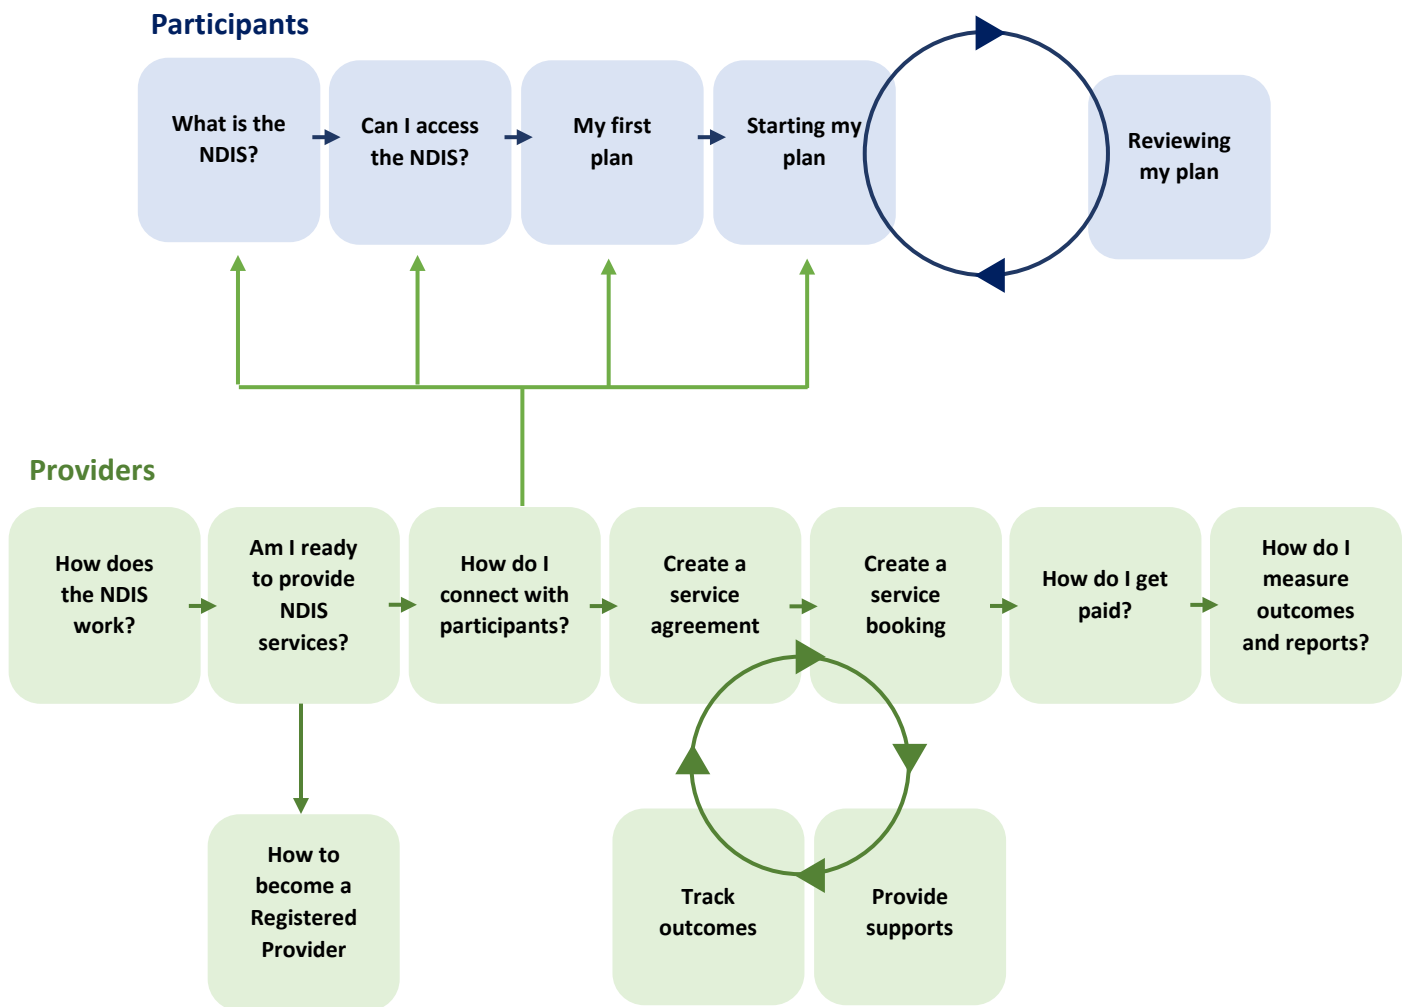 Participants
What is the
NDIS?
Can I access
the NDIS?
My first
plan
Starting my
plan
Reviewing
my plan
Providers
How does
the NDIS
work?
Am I ready
to provide
NDIS
services?
How do I
connect with
participants?
Create a
service
agreement
Create a
service
booking
How do I get
paid?
How do I
measure
outcomes
and reports?
How to
become a
Registered
Provider
Track
outcomes
Provide
supports